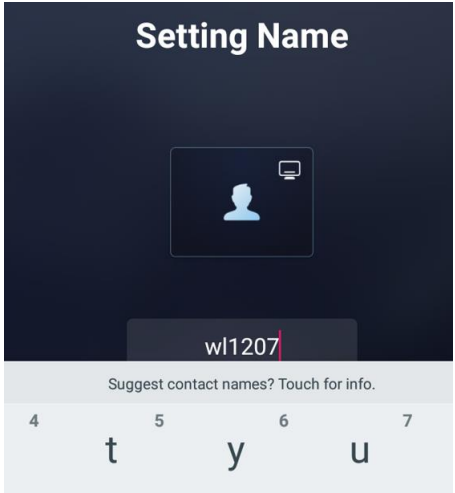 Setting Name
wl1207
Suggest contact names? Touch for info.
4 5 6 7
t y u